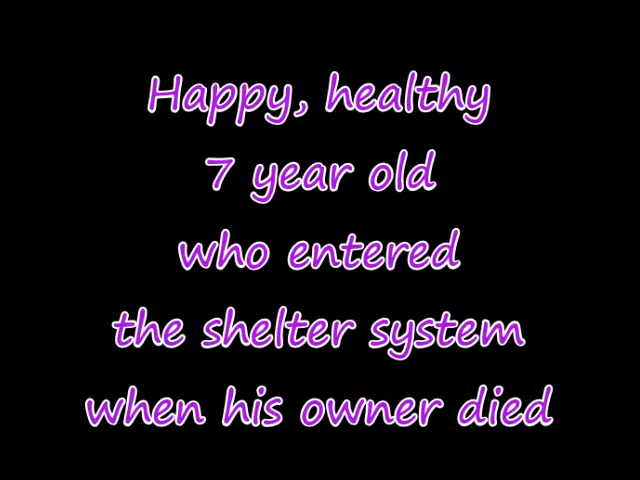 Happy, healthy
7 year old
who entered
the shelter system
when his owner died